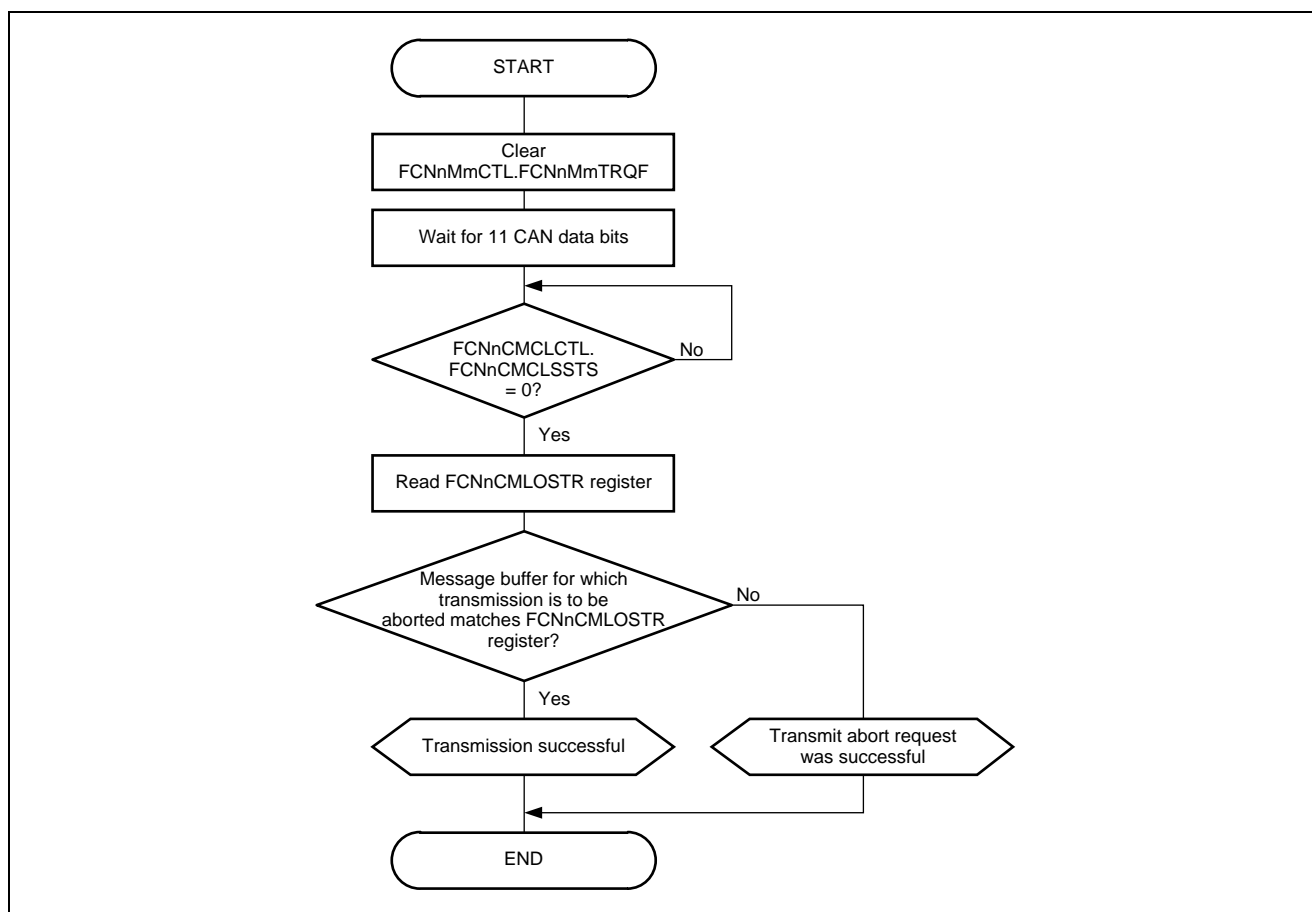 START
Clear
FCNnMmCTL.FCNnMmTRQF
Wait for 11 CAN data bits
FCNnCMCLCTL.
FCNnCMCLSSTS
= 0?
No
Yes
Read FCNnCMLOSTR register
Message buffer for which
transmission is to be
aborted matches FCNnCMLOSTR
register?
No
Yes
Transmission successful
Transmit abort request
was successful
END